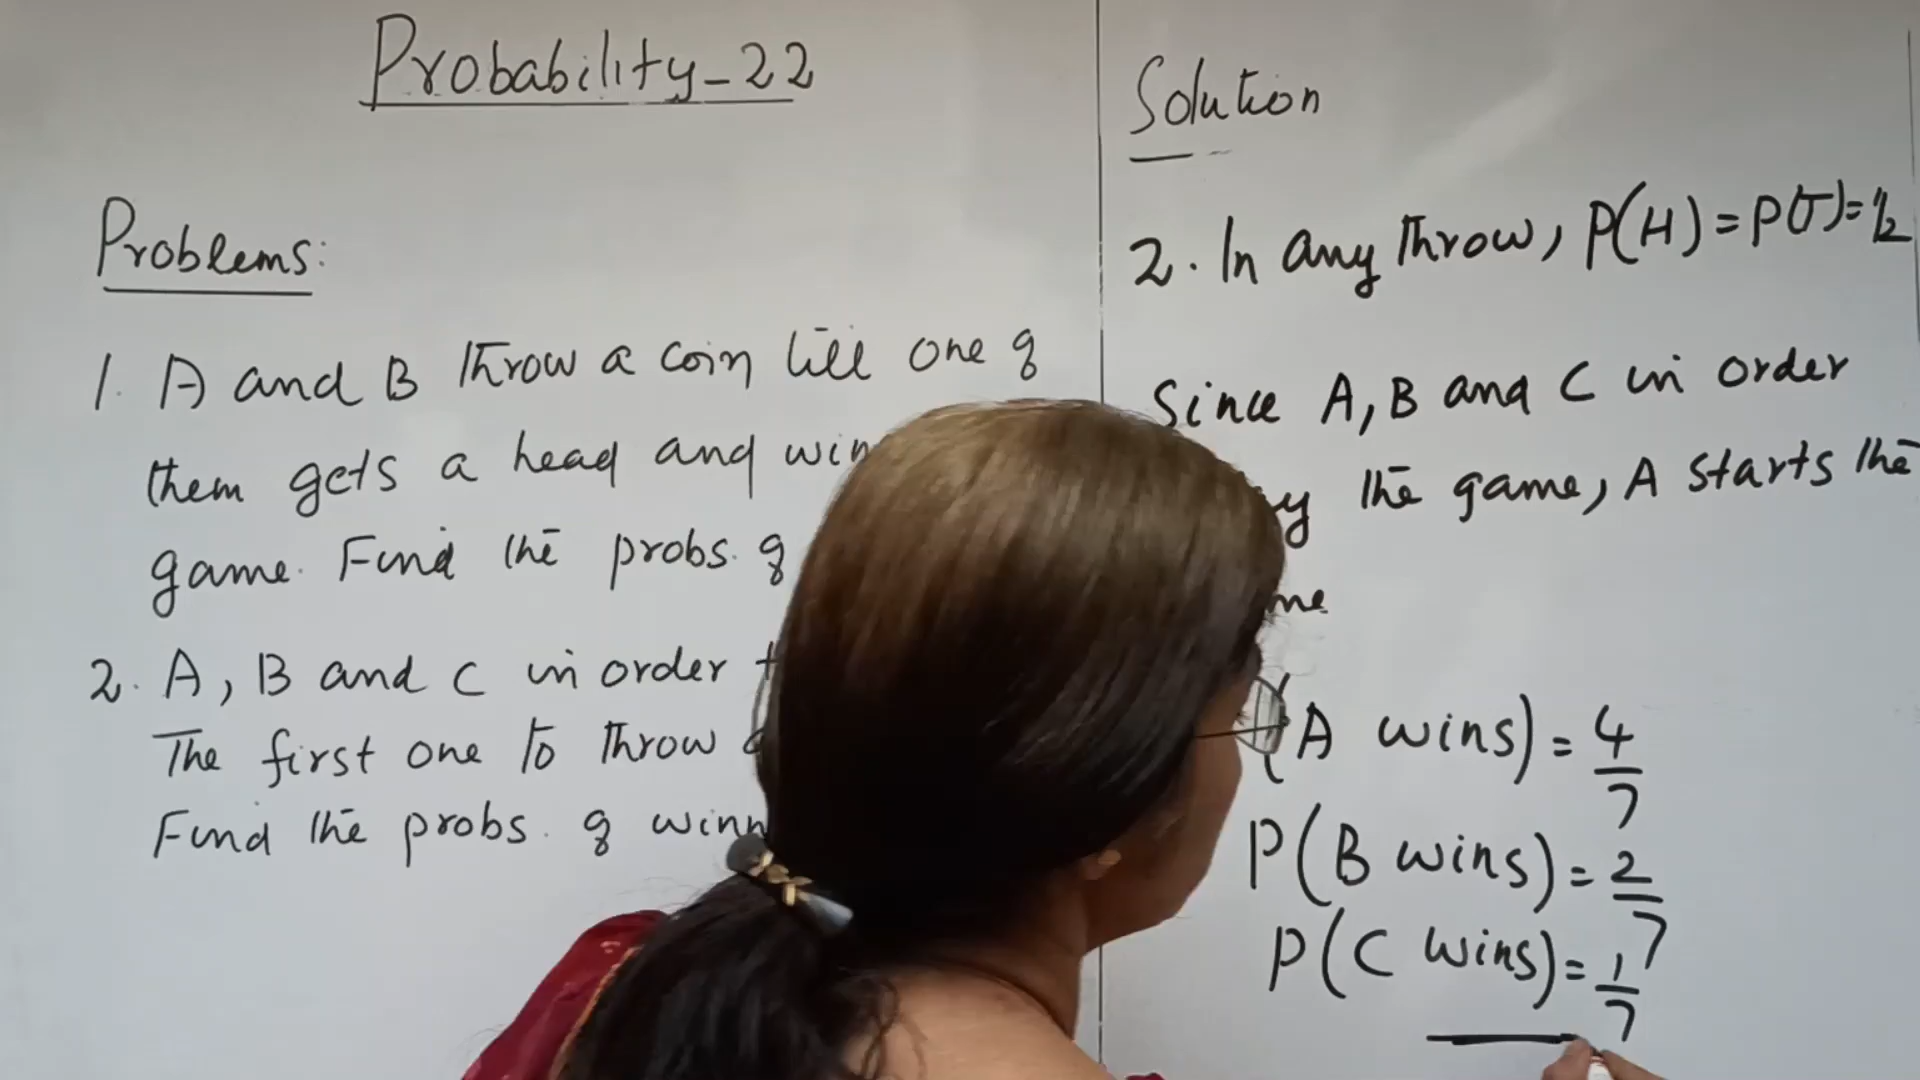 Probability-22
Problems:
1. A and B throw a coin till one of
them gets a head and win
game. Find the probs. of
2. A, B and C in order
The first one to throw
Find the probs. of winn
Solution
2. In any throw, P(H) = P(T) = 1/2
Since A, B and C in order
the game, A starts the
(A wins) = 4/7
P(B wins) = 2/7
P(C wins) = 1/7